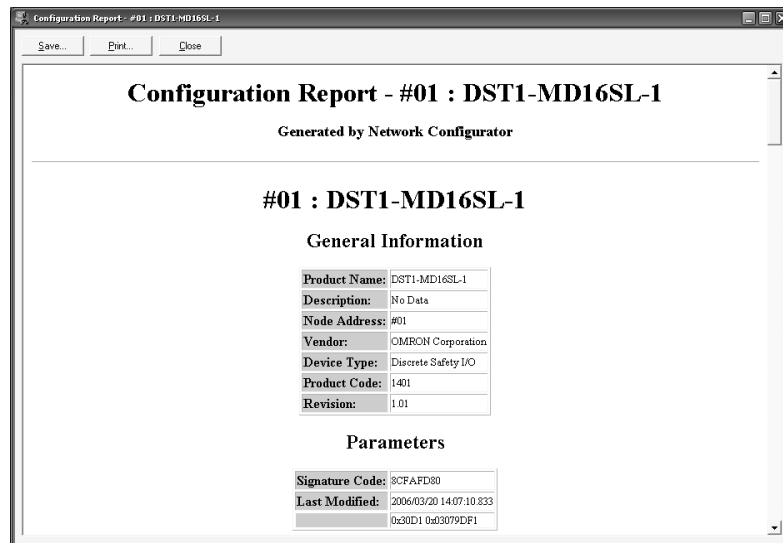 Configuration Report - #01 : DST1-MD16SL-1
Save... Print... Close
Configuration Report - #01 : DST1-MD16SL-1
Generated by Network Configurator
#01 : DST1-MD16SL-1
General Information
Product Name: DST1-MD16SL-1
Description: No Data
Node Address: #01
Vendor: OMRON Corporation
Device Type: Discrete Safety I/O
Product Code: 1401
Revision: 1.01
Parameters
Signature Code: 8CFAFD80
Last Modified: 2006/03/20 14:07:10.833
0x30D1 0x03079DF1